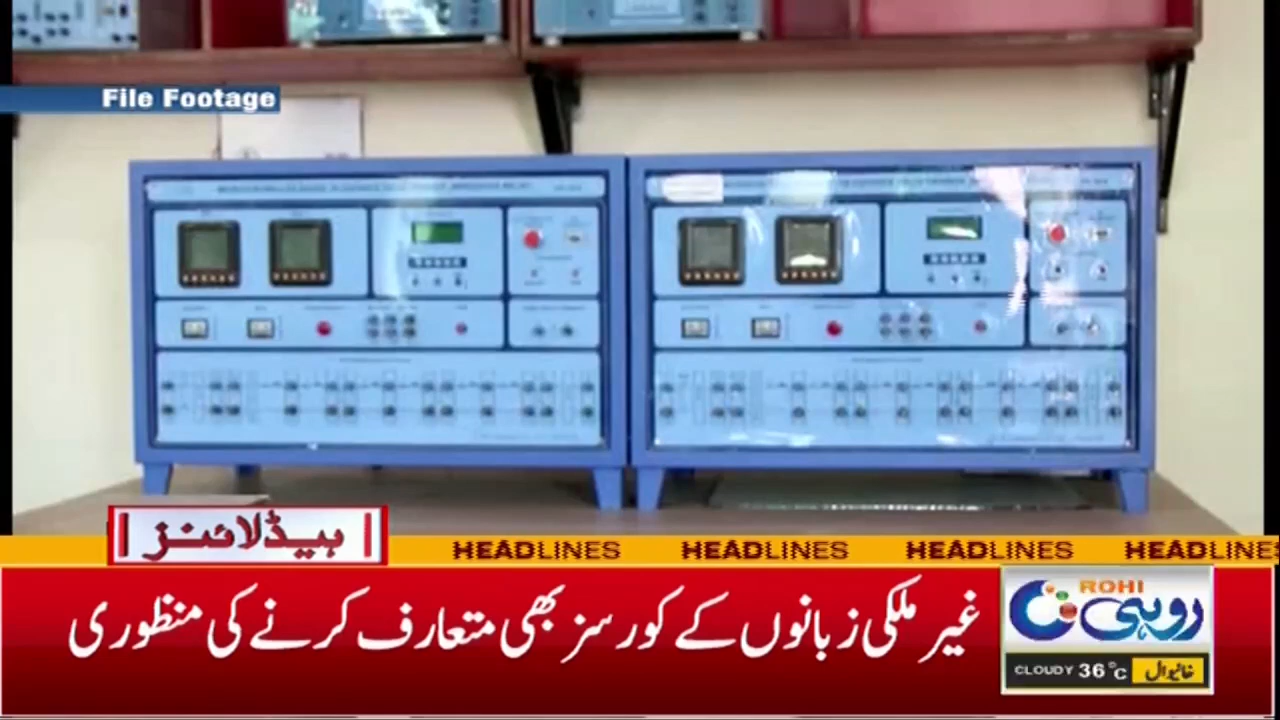 File Footage
ہیڈلائنز
HEADLINES HEADLINES HEADLINES HEADLINES
غیر ملکی زبانوں کے کورسز بھی متعارف کرنے کی منظوری
ROHI
روہی
CLOUDY 36°C خانیوال